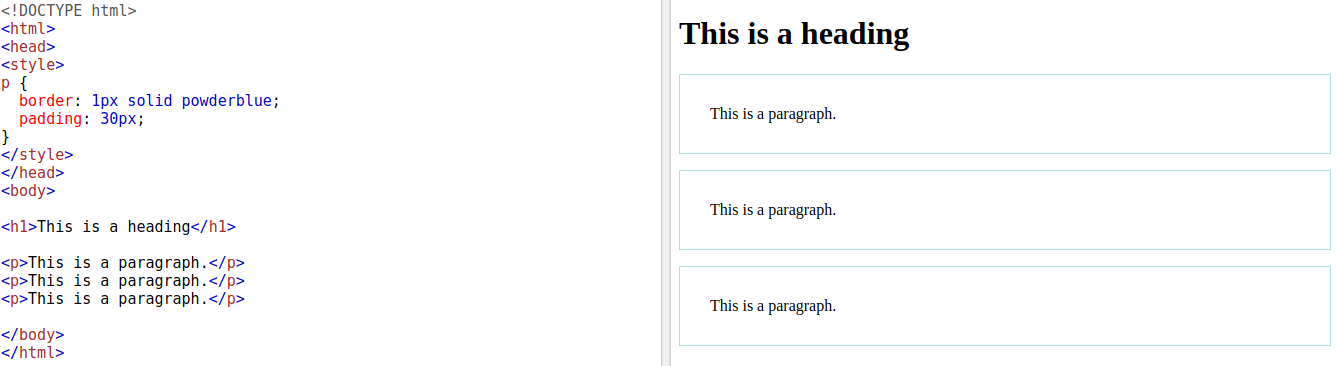 <!DOCTYPE html>
<html>
<head>
<style>
p {
  border: 1px solid powderblue;
  padding: 30px;
}
</style>
</head>
<body>

<h1>This is a heading</h1>

<p>This is a paragraph.</p>
<p>This is a paragraph.</p>
<p>This is a paragraph.</p>

</body>
</html>
This is a heading
This is a paragraph.
This is a paragraph.
This is a paragraph.